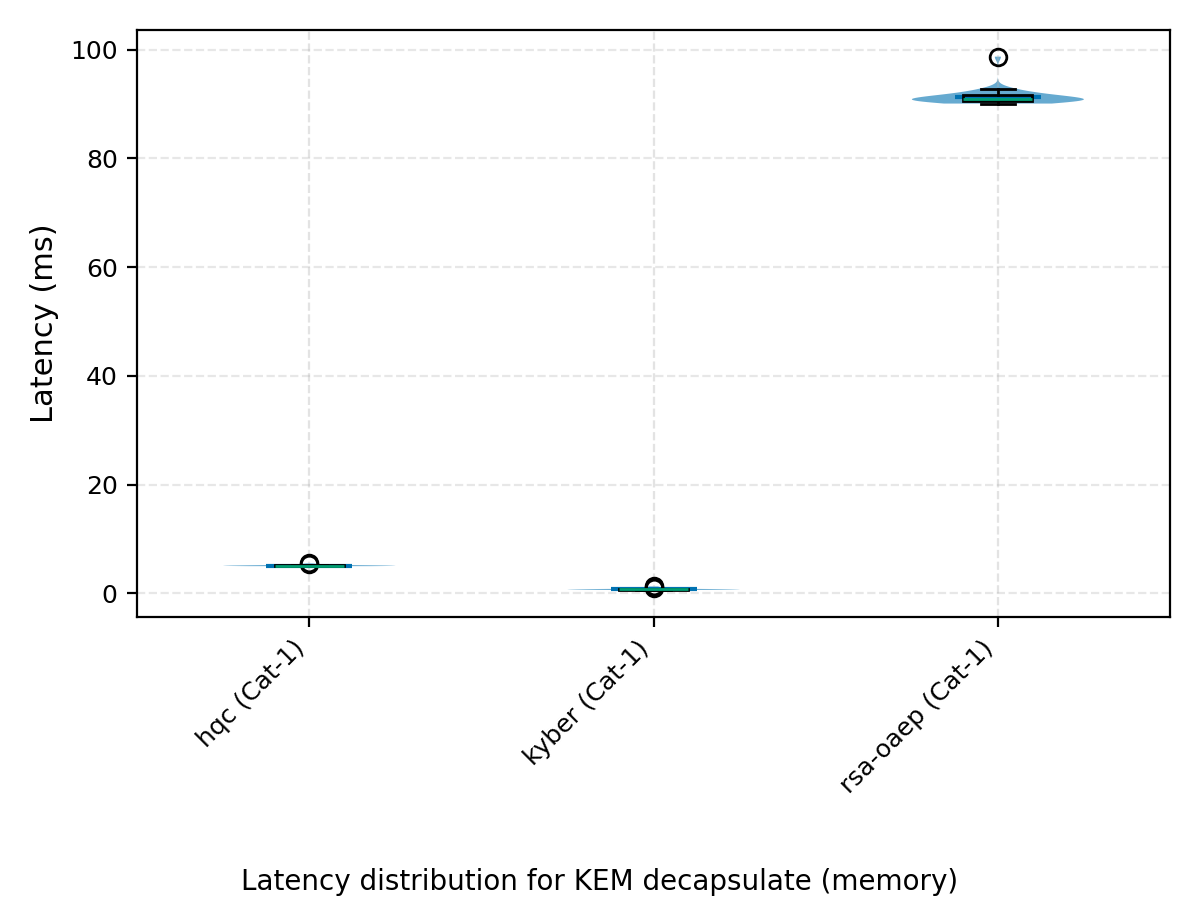 100
80
60
40
20
0
Latency (ms)
hqc (Cat-1)
kyber (Cat-1)
rsa-oaep (Cat-1)
Latency distribution for KEM decapsulate (memory)